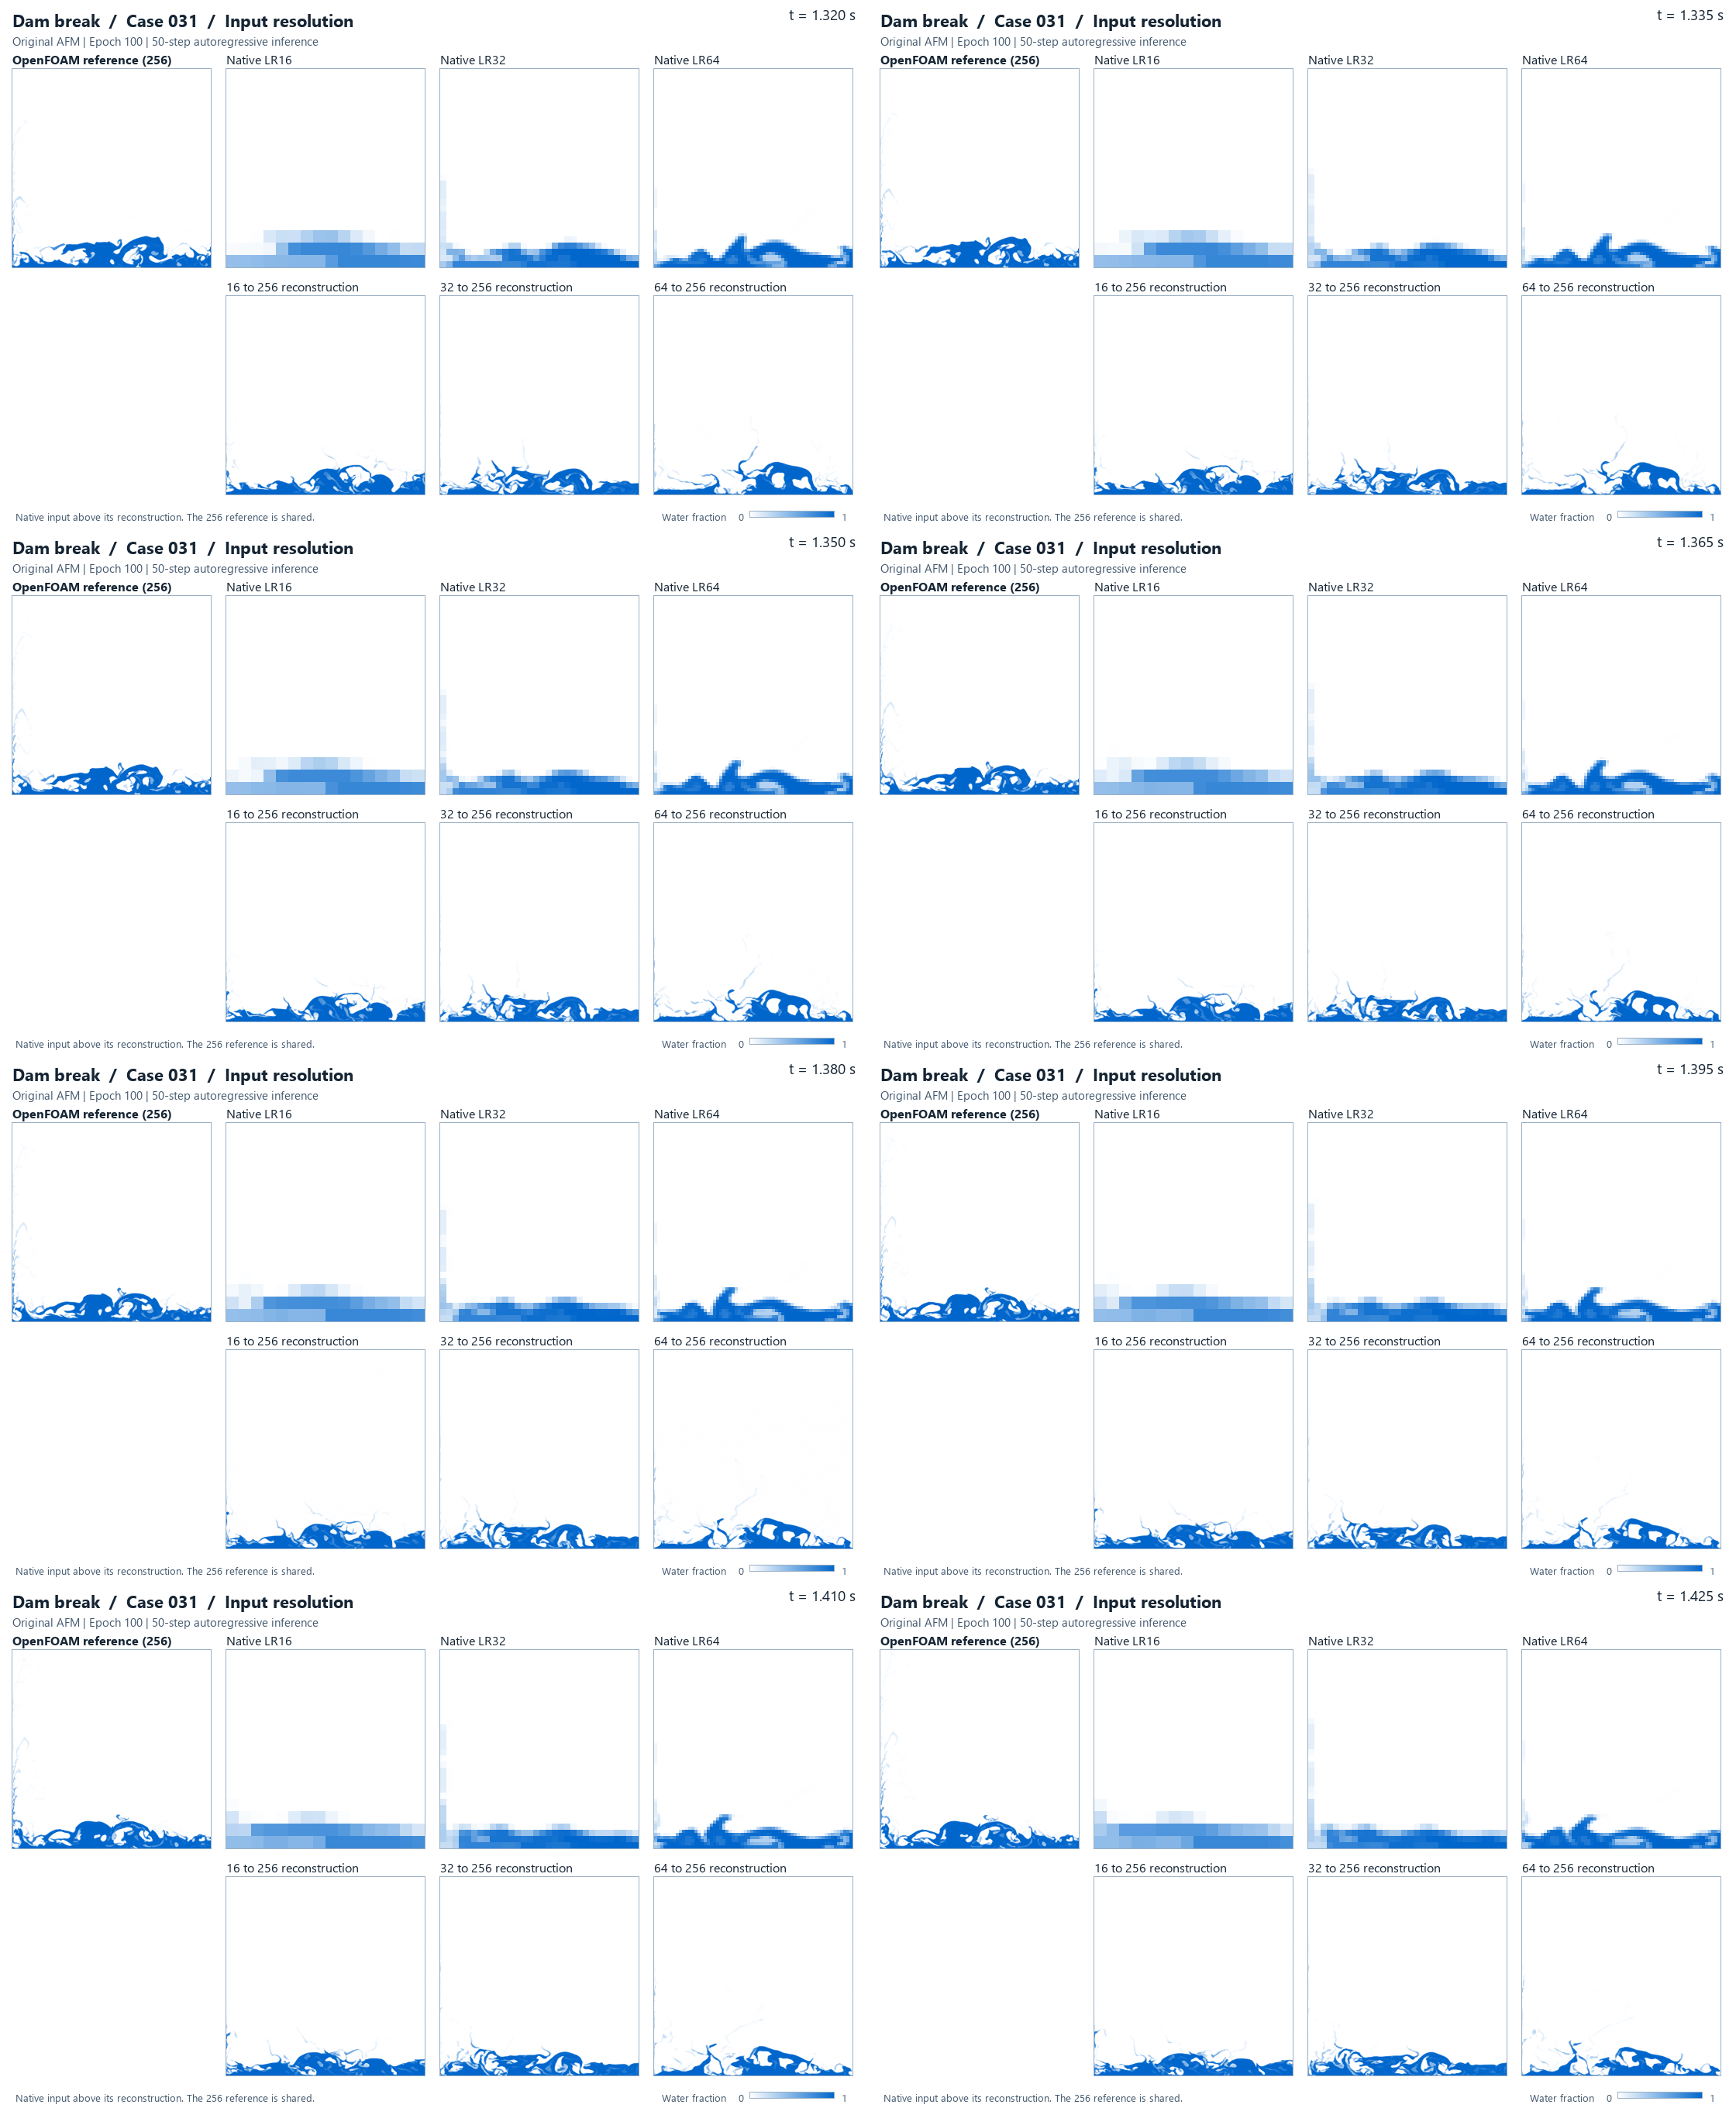 Dam break / Case 031 / Input resolution
t = 1.320 s
Original AFM | Epoch 100 | 50-step autoregressive inference
OpenFOAM reference (256)
Native LR16
Native LR32
Native LR64
16 to 256 reconstruction
32 to 256 reconstruction
64 to 256 reconstruction
Native input above its reconstruction. The 256 reference is shared.
Water fraction 0 1
Dam break / Case 031 / Input resolution
t = 1.335 s
Original AFM | Epoch 100 | 50-step autoregressive inference
OpenFOAM reference (256)
Native LR16
Native LR32
Native LR64
16 to 256 reconstruction
32 to 256 reconstruction
64 to 256 reconstruction
Native input above its reconstruction. The 256 reference is shared.
Water fraction 0 1
Dam break / Case 031 / Input resolution
t = 1.350 s
Original AFM | Epoch 100 | 50-step autoregressive inference
OpenFOAM reference (256)
Native LR16
Native LR32
Native LR64
16 to 256 reconstruction
32 to 256 reconstruction
64 to 256 reconstruction
Native input above its reconstruction. The 256 reference is shared.
Water fraction 0 1
Dam break / Case 031 / Input resolution
t = 1.365 s
Original AFM | Epoch 100 | 50-step autoregressive inference
OpenFOAM reference (256)
Native LR16
Native LR32
Native LR64
16 to 256 reconstruction
32 to 256 reconstruction
64 to 256 reconstruction
Native input above its reconstruction. The 256 reference is shared.
Water fraction 0 1
Dam break / Case 031 / Input resolution
t = 1.380 s
Original AFM | Epoch 100 | 50-step autoregressive inference
OpenFOAM reference (256)
Native LR16
Native LR32
Native LR64
16 to 256 reconstruction
32 to 256 reconstruction
64 to 256 reconstruction
Native input above its reconstruction. The 256 reference is shared.
Water fraction 0 1
Dam break / Case 031 / Input resolution
t = 1.395 s
Original AFM | Epoch 100 | 50-step autoregressive inference
OpenFOAM reference (256)
Native LR16
Native LR32
Native LR64
16 to 256 reconstruction
32 to 256 reconstruction
64 to 256 reconstruction
Native input above its reconstruction. The 256 reference is shared.
Water fraction 0 1
Dam break / Case 031 / Input resolution
t = 1.410 s
Original AFM | Epoch 100 | 50-step autoregressive inference
OpenFOAM reference (256)
Native LR16
Native LR32
Native LR64
16 to 256 reconstruction
32 to 256 reconstruction
64 to 256 reconstruction
Native input above its reconstruction. The 256 reference is shared.
Water fraction 0 1
Dam break / Case 031 / Input resolution
t = 1.425 s
Original AFM | Epoch 100 | 50-step autoregressive inference
OpenFOAM reference (256)
Native LR16
Native LR32
Native LR64
16 to 256 reconstruction
32 to 256 reconstruction
64 to 256 reconstruction
Native input above its reconstruction. The 256 reference is shared.
Water fraction 0 1